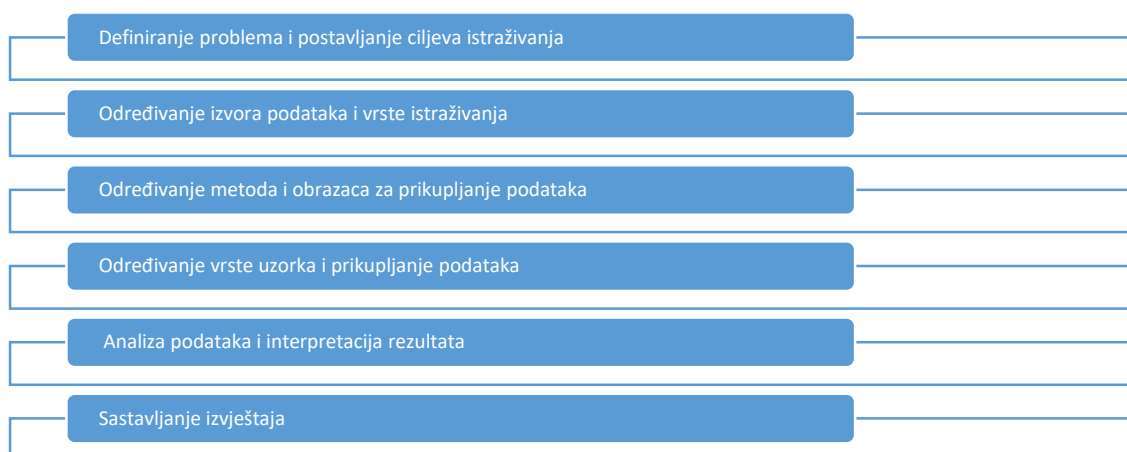 Definiranje problema i postavljanje ciljeva istraživanja
Određivanje izvora podataka i vrste istraživanja
Određivanje metoda i obrazaca za prikupljanje podataka
Određivanje vrste uzorka i prikupljanje podataka
Analiza podataka i interpretacija rezultata
Sastavljanje izvještaja